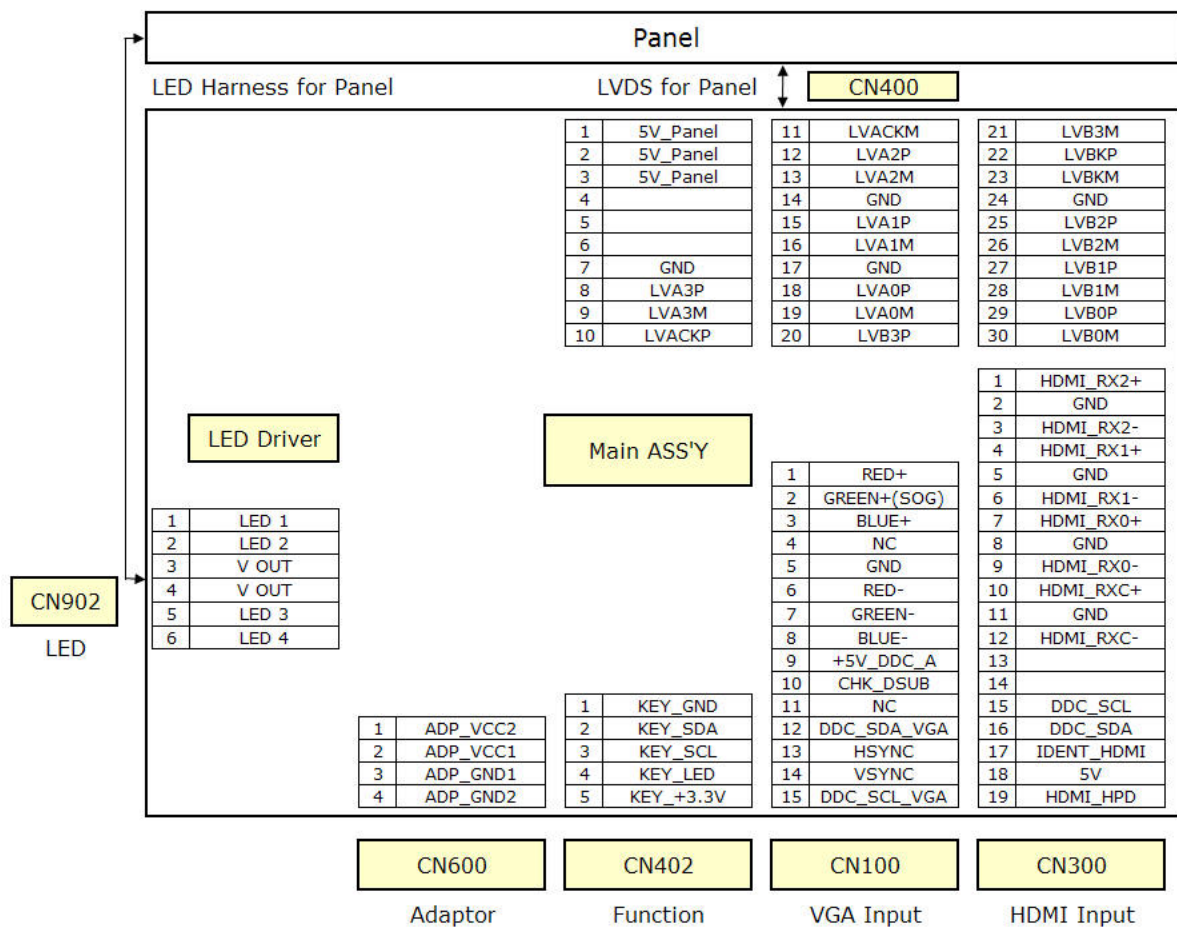 Panel
LED Harness for Panel LVDS for Panel CN400
1 5V_Panel 11 LVACKM 21 LVB3M
2 5V_Panel 12 LVA2P 22 LVBKP
3 5V_Panel 13 LVA2M 23 LVBKM
4 14 GND 24 GND
5 15 LVA1P 25 LVB2P
6 16 LVA1M 26 LVB2M
7 GND 17 GND 27 LVB1P
8 LVA3P 18 LVA0P 28 LVB1M
9 LVA3M 19 LVA0M 29 LVB0P
10 LVACKP 20 LVB3P 30 LVB0M
LED Driver
Main ASS'Y
CN902
LED
1 LED 1
2 LED 2
3 V OUT
4 V OUT
5 LED 3
6 LED 4
1 ADP_VCC2
2 ADP_VCC1
3 ADP_GND1
4 ADP_GND2
CN600
Adaptor
1 KEY_GND
2 KEY_SDA
3 KEY_SCL
4 KEY_LED
5 KEY_+3.3V
CN402
Function
1 RED+
2 GREEN+(SOG)
3 BLUE+
4 NC
5 GND
6 RED-
7 GREEN-
8 BLUE-
9 +5V_DDC_A
10 CHK_DSUB
11 NC
12 DDC_SDA_VGA
13 HSYNC
14 VSYNC
15 DDC_SCL_VGA
CN100
VGA Input
1 HDMI_RX2+
2 GND
3 HDMI_RX2-
4 HDMI_RX1+
5 GND
6 HDMI_RX1-
7 HDMI_RX0+
8 GND
9 HDMI_RX0-
10 HDMI_RXC+
11 GND
12 HDMI_RXC-
13
14
15 DDC_SCL
16 DDC_SDA
17 IDENT_HDMI
18 5V
19 HDMI_HPD
CN300
HDMI Input